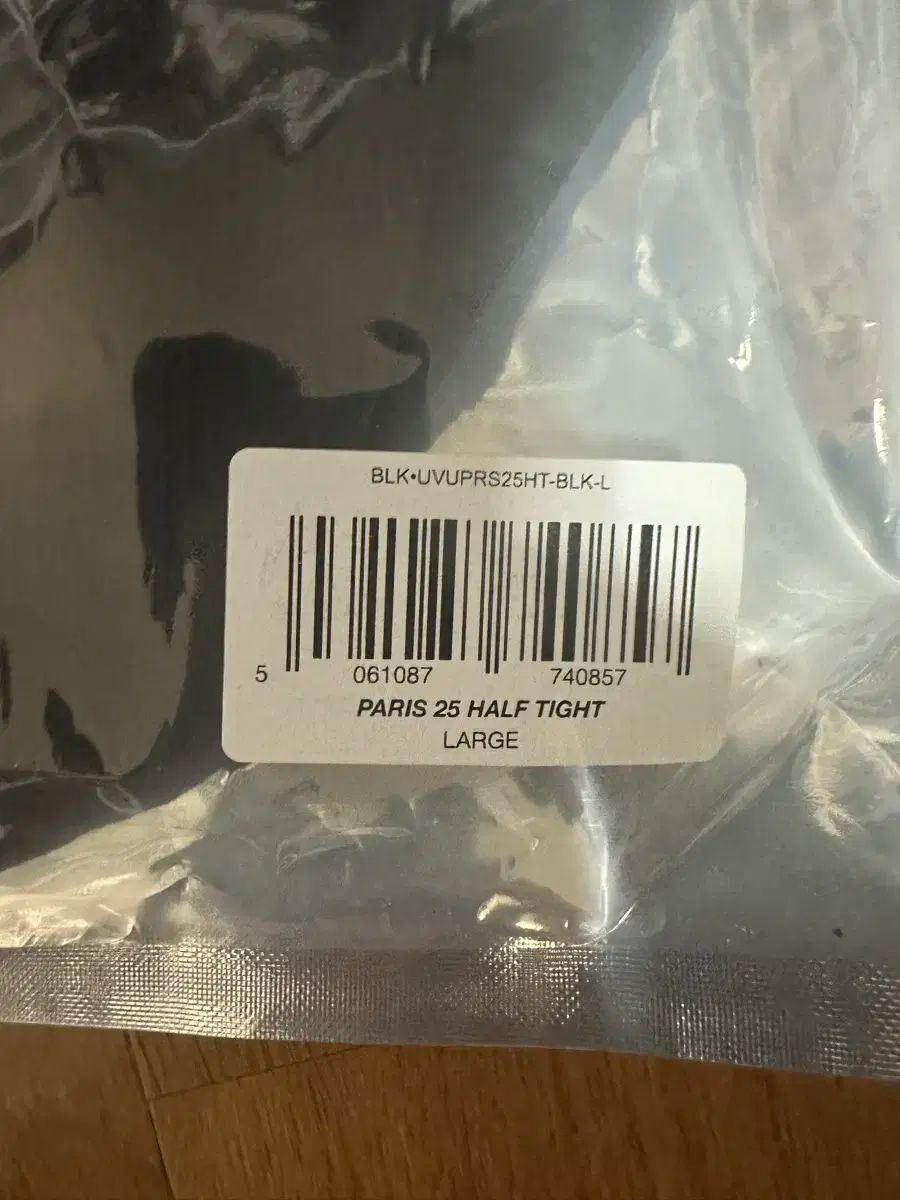 BLK•UVUPRS25HT-BLK-L
5 061087 740857
PARIS 25 HALF TIGHT
LARGE